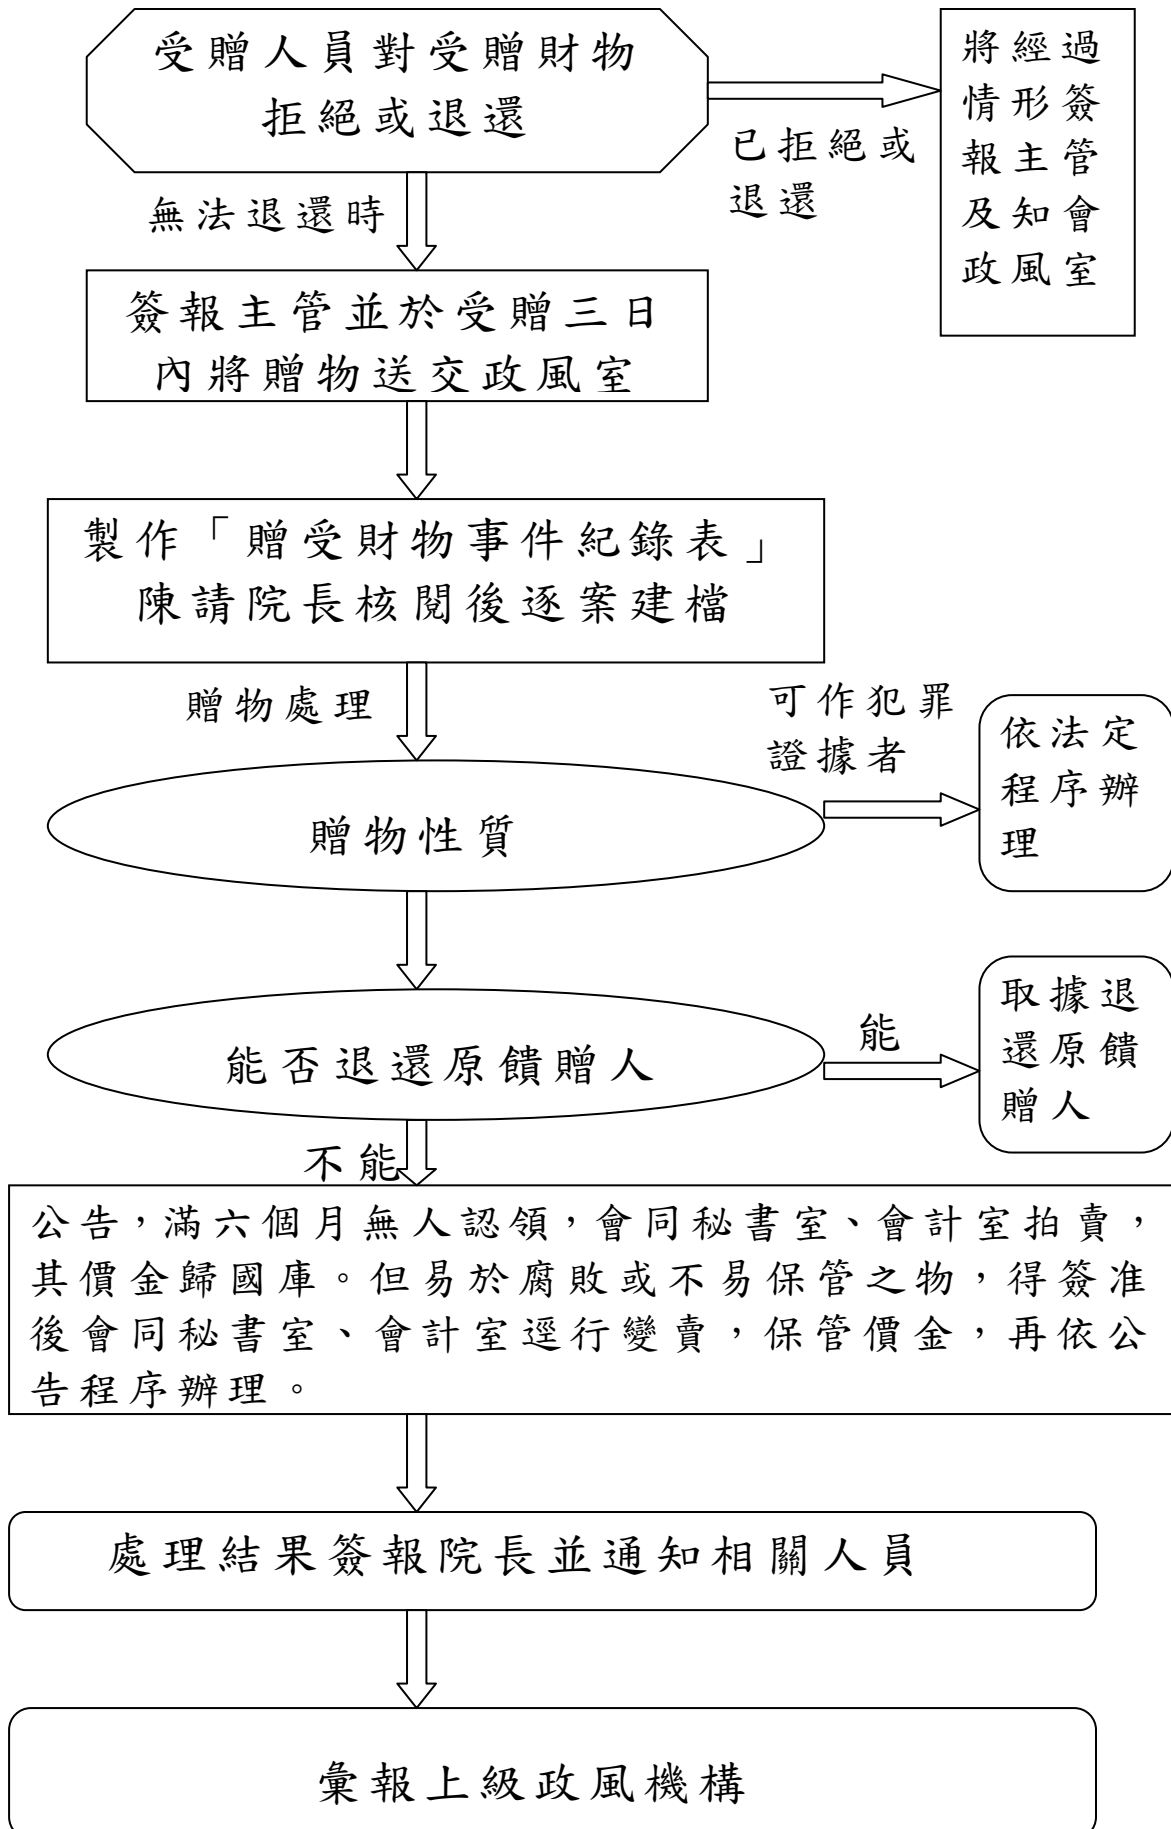 受贈人員對受贈財物
拒絕或退還
已拒絕或
退還
將經過
情形簽
報主管
及知會
政風室
無法退還時
簽報主管並於受贈三日
內將贈物送交政風室
製作「贈受財物事件紀錄表」
陳請院長核閱後逐案建檔
贈物處理
可作犯罪
證據者
依法定
程序辦
理
贈物性質
能否退還原饋贈人
能
取據退
還原饋
贈人
不能
公告，滿六個月無人認領，會同秘書室、會計室拍賣，
其價金歸國庫。但易於腐敗或不易保管之物，得簽准
後會同秘書室、會計室逕行變賣，保管價金，再依公
告程序辦理。
處理結果簽報院長並通知相關人員
彙報上級政風機構